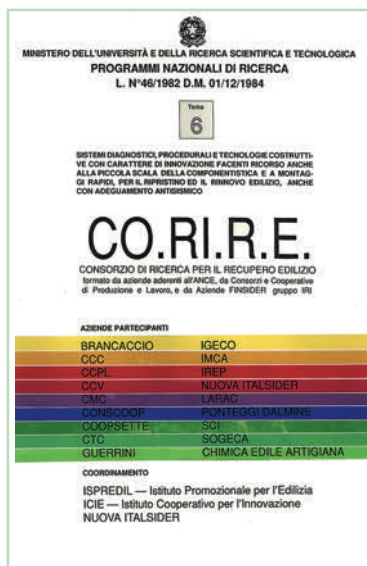 MINISTERO DELL'UNIVERSITÀ E DELLA RICERCA SCIENTIFICA E TECNOLOGICA
PROGRAMMI NAZIONALI DI RICERCA
L. N°46/1982 D.M. 01/12/1984
Tema
6
SISTEMI DIAGNOSTICI, PROCEDURALI E TECNOLOGIE COSTRUTTI-
VE CON CARATTERE DI INNOVAZIONE FACENTI RICORSO ANCHE
ALLA PICCOLA SCALA DELLA COMPONENTISTICA E A MONTAG-
GI RAPIDI, PER IL RIPRISTINO ED IL RINNOVO EDILIZIO, ANCHE
CON ADEGUAMENTO ANTISISMICO
CO.RI.R.E.
CONSORZIO DI RICERCA PER IL RECUPERO EDILIZIO
formato da aziende aderenti all'ANCE, da Consorzi e Cooperative
di Produzione e Lavoro, e da Aziende FINSIDER gruppo IRI
AZIENDE PARTECIPANTI
BRANCACCIO IGECO
CCC IMCA
CCPL IREP
CCV NUOVA ITALSIDER
CMC LARAC
CONSCOOP PONTEGGI DALMINE
COOPSETTE SCI
CTC SOGECA
GUERRINI CHIMICA EDILE ARTIGIANA
COORDINAMENTO
ISPREDIL — Istituto Promozionale per l'Edilizia
ICIE — Istituto Cooperativo per l'Innovazione
NUOVA ITALSIDER